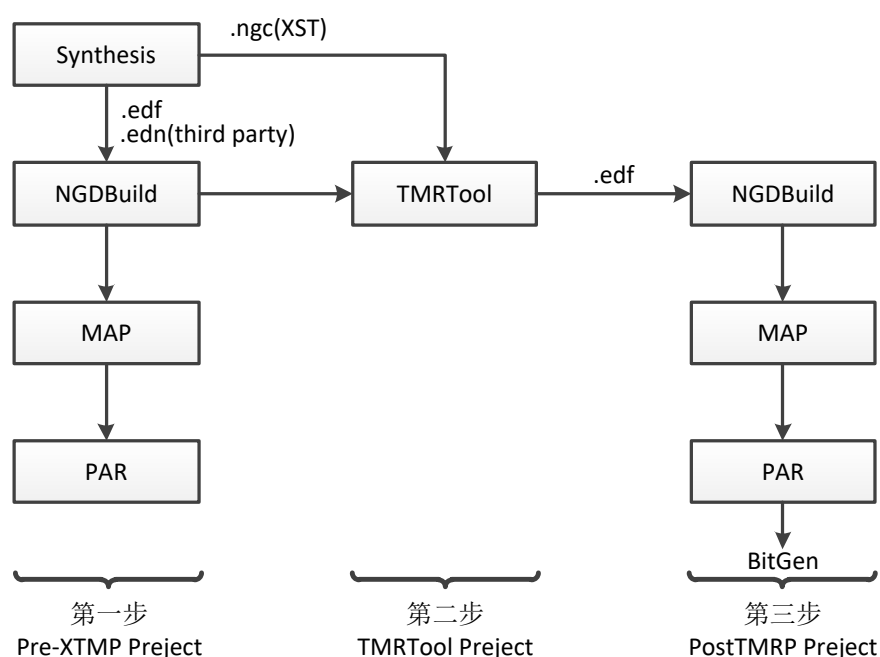 Synthesis
.ngc(XST)
.edf
.edn(third party)
NGDBuild
TMRTool
.edf
NGDBuild
MAP
MAP
PAR
PAR
BitGen
第一步
第二步
第三步
Pre-XTMP Preject
TMRTool Preject
PostTMRP Preject